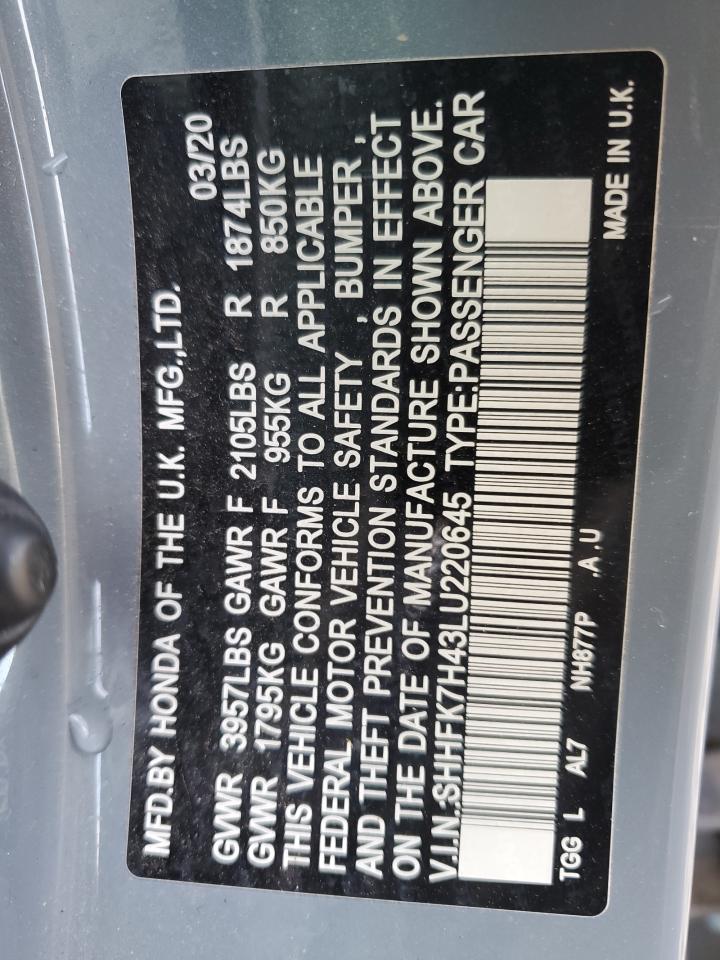 MFD.BY HONDA OF THE U.K. MFG.,LTD. 03/20
GVWR 3957LBS GAWR F 2105LBS R 1874LBS
GVWR 1795KG GAWR F 955KG R 850KG
THIS VEHICLE CONFORMS TO ALL APPLICABLE
FEDERAL MOTOR VEHICLE SAFETY , BUMPER ,
AND THEFT PREVENTION STANDARDS IN EFFECT
ON THE DATE OF MANUFACTURE SHOWN ABOVE.
V.I.N.:SHHFK7H43LU220645 TYPE:PASSENGER CAR
TGG L AL7 NH877P .A .U MADE IN U.K.